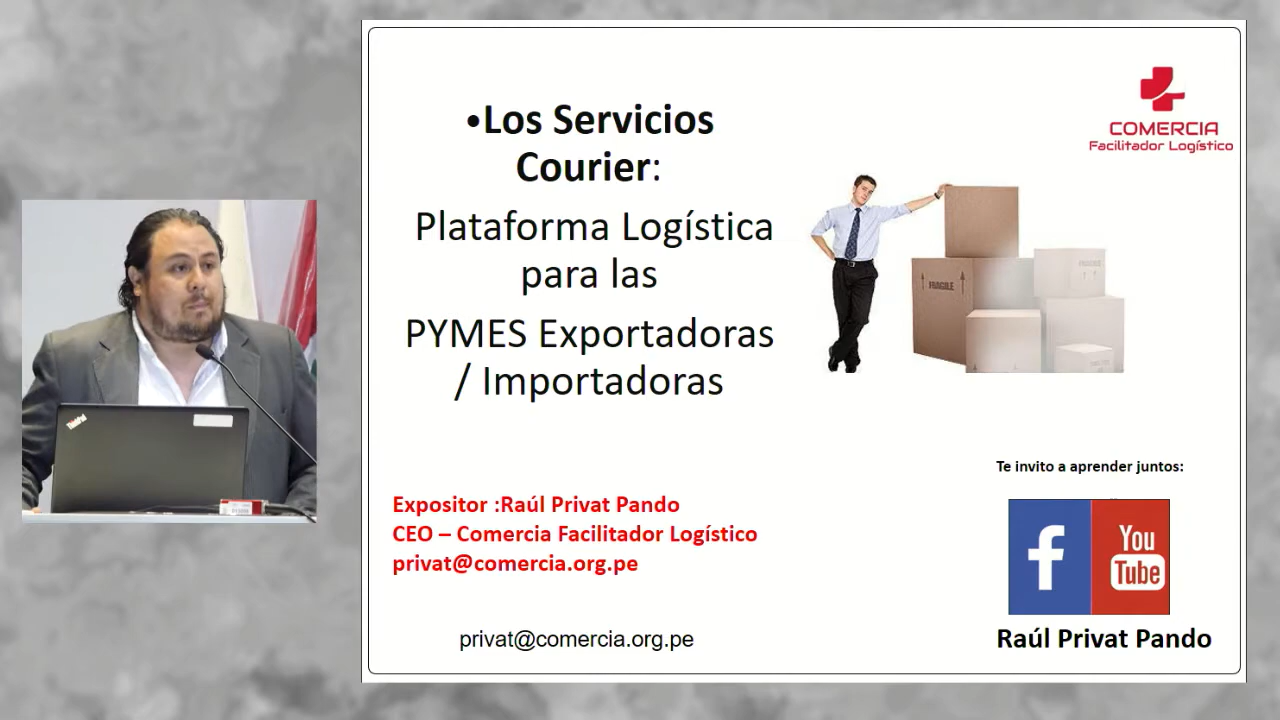 •Los Servicios
Courier:
Plataforma Logística
para las
PYMES Exportadoras
/ Importadoras
COMERCIA
Facilitador Logístico
FRAGILE
Te invito a aprender juntos:
Expositor :Raúl Privat Pando
CEO – Comercia Facilitador Logístico
privat@comercia.org.pe
f
You
Tube
privat@comercia.org.pe
Raúl Privat Pando
ThinkPad